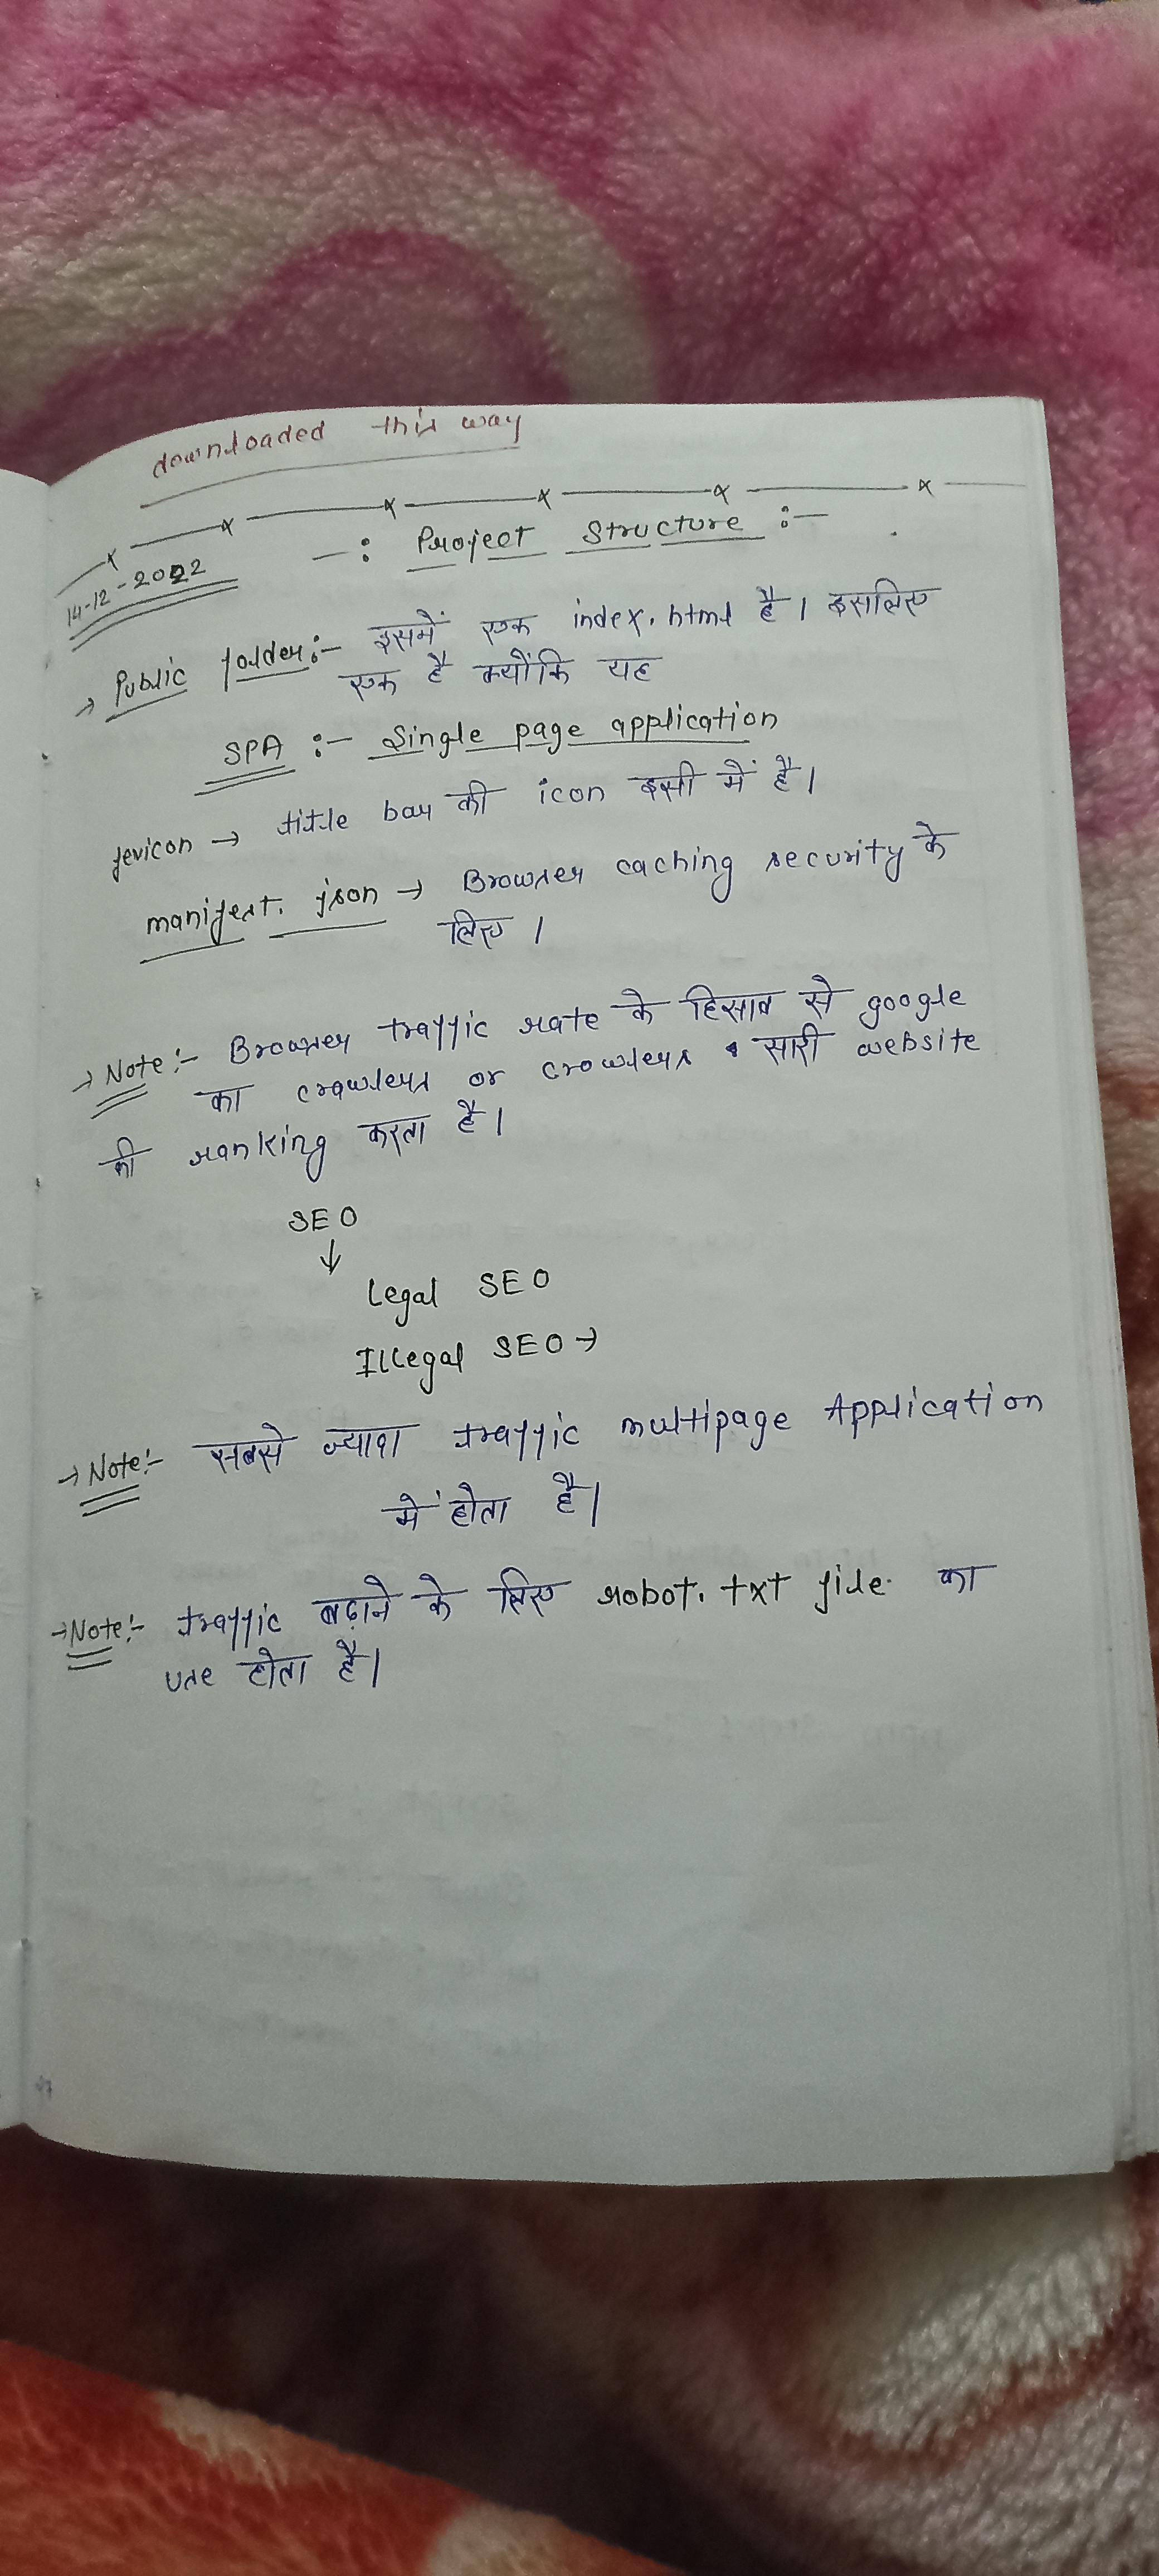 downloaded this way
14-12-2022
-: Project Structure :-
→ Public folder:- इसमें एक index.html है। इसलिए
एक है क्योंकि यह
SPA :- Single page application
fevicon → title bar की icon इसी में है।
manifest.json → Browser caching security के
लिए।
→ Note:- Browser traffic rate के हिसाब से google
का crawlers or crowlers सारी website
की ranking करता है।
SEO
↓
Legal SEO
Illegal SEO →
→ Note:- सबसे ज्यादा traffic multipage Application
में होता है।
→ Note:- traffic बढ़ाने के लिए robot.txt file का
use होता है।